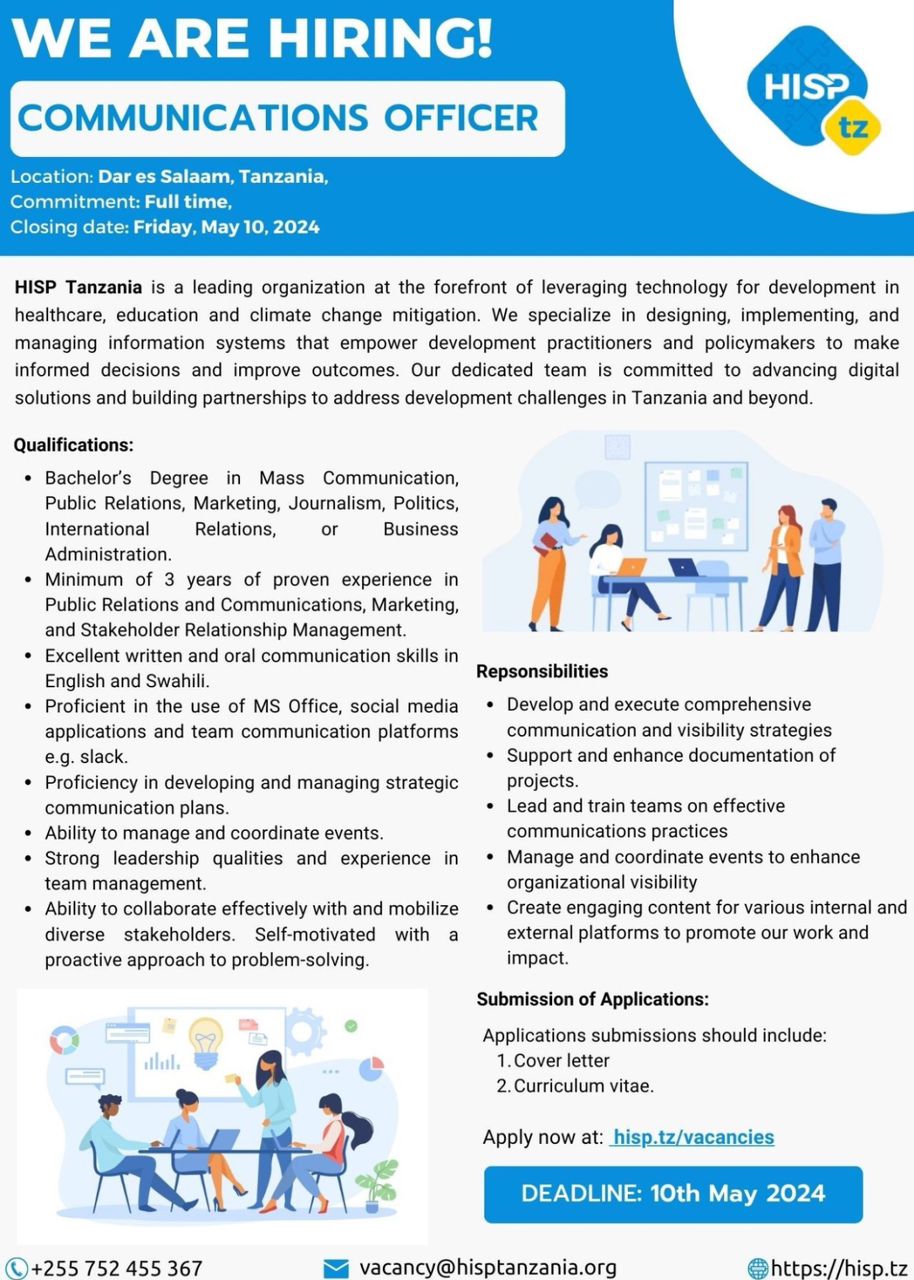 WE ARE HIRING!
HISP
tz
COMMUNICATIONS OFFICER
Location: Dar es Salaam, Tanzania,
Commitment: Full time,
Closing date: Friday, May 10, 2024
HISP Tanzania is a leading organization at the forefront of leveraging technology for development in
healthcare, education and climate change mitigation. We specialize in designing, implementing, and
managing information systems that empower development practitioners and policymakers to make
informed decisions and improve outcomes. Our dedicated team is committed to advancing digital
solutions and building partnerships to address development challenges in Tanzania and beyond.
Qualifications:
• Bachelor’s Degree in Mass Communication,
Public Relations, Marketing, Journalism, Politics,
International Relations, or Business
Administration.
• Minimum of 3 years of proven experience in
Public Relations and Communications, Marketing,
and Stakeholder Relationship Management.
• Excellent written and oral communication skills in
English and Swahili.
• Proficient in the use of MS Office, social media
applications and team communication platforms
e.g. slack.
• Proficiency in developing and managing strategic
communication plans.
• Ability to manage and coordinate events.
• Strong leadership qualities and experience in
team management.
• Ability to collaborate effectively with and mobilize
diverse stakeholders. Self-motivated with a
proactive approach to problem-solving.
Repsonsibilities
• Develop and execute comprehensive
communication and visibility strategies
• Support and enhance documentation of
projects.
• Lead and train teams on effective
communications practices
• Manage and coordinate events to enhance
organizational visibility
• Create engaging content for various internal and
external platforms to promote our work and
impact.
Submission of Applications:
Applications submissions should include:
1. Cover letter
2. Curriculum vitae.
Apply now at: hisp.tz/vacancies
DEADLINE: 10th May 2024
+255 752 455 367
vacancy@hisptanzania.org
https://hisp.tz